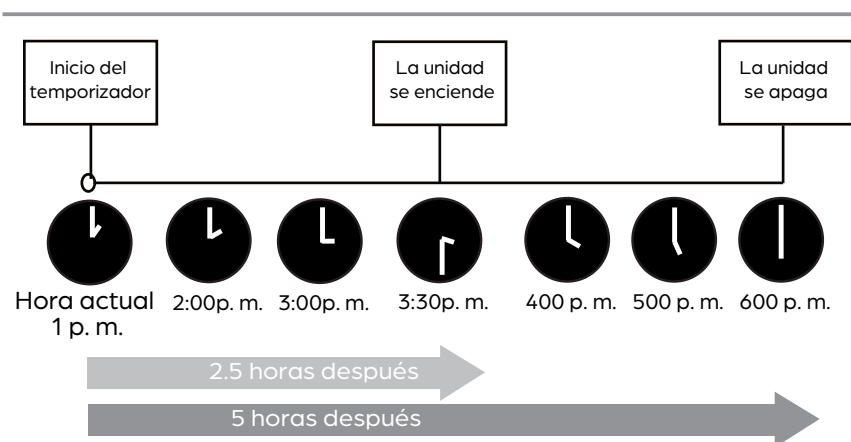 Inicio del
temporizador
La unidad
se enciende
La unidad
se apaga
Hora actual
1 p. m.
2:00p. m.
3:00p. m.
3:30p. m.
400 p. m.
500 p. m.
600 p. m.
2.5 horas después
5 horas después